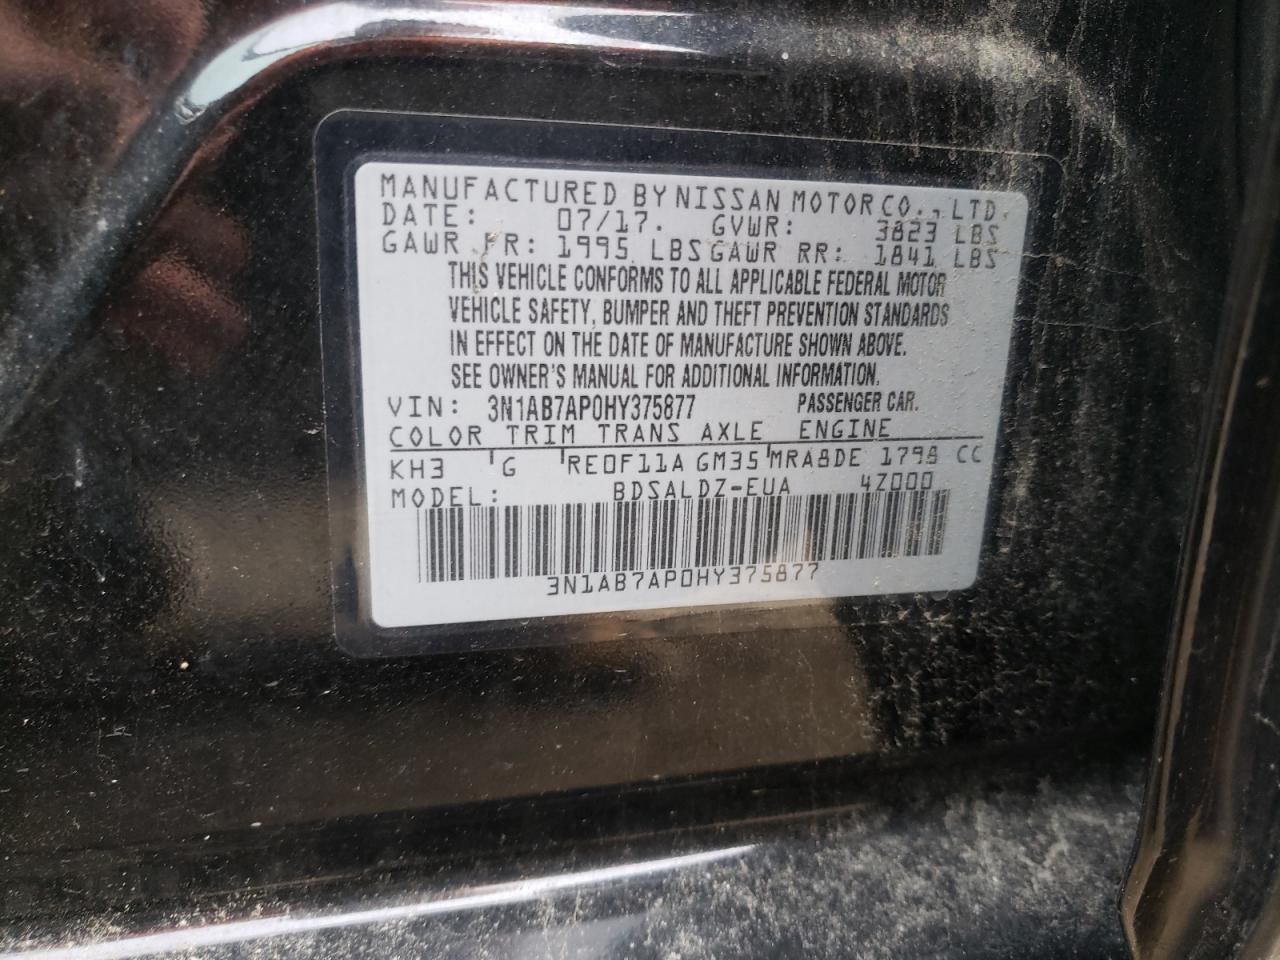 MANUFACTURED BY NISSAN MOTOR CO., LTD.
DATE: 07/17. GVWR: 3823 LBS
GAWR FR: 1995 LBS GAWR RR: 1841 LBS
THIS VEHICLE CONFORMS TO ALL APPLICABLE FEDERAL MOTOR
VEHICLE SAFETY, BUMPER AND THEFT PREVENTION STANDARDS
IN EFFECT ON THE DATE OF MANUFACTURE SHOWN ABOVE.
SEE OWNER'S MANUAL FOR ADDITIONAL INFORMATION.
VIN: 3N1AB7AP0HY375877 PASSENGER CAR.
COLOR TRIM TRANS AXLE ENGINE
KH3 G RE0F11A GM35 MRA8DE 1798 CC
MODEL: BDSALDZ-EUA 4Z000
3N1AB7AP0HY375877